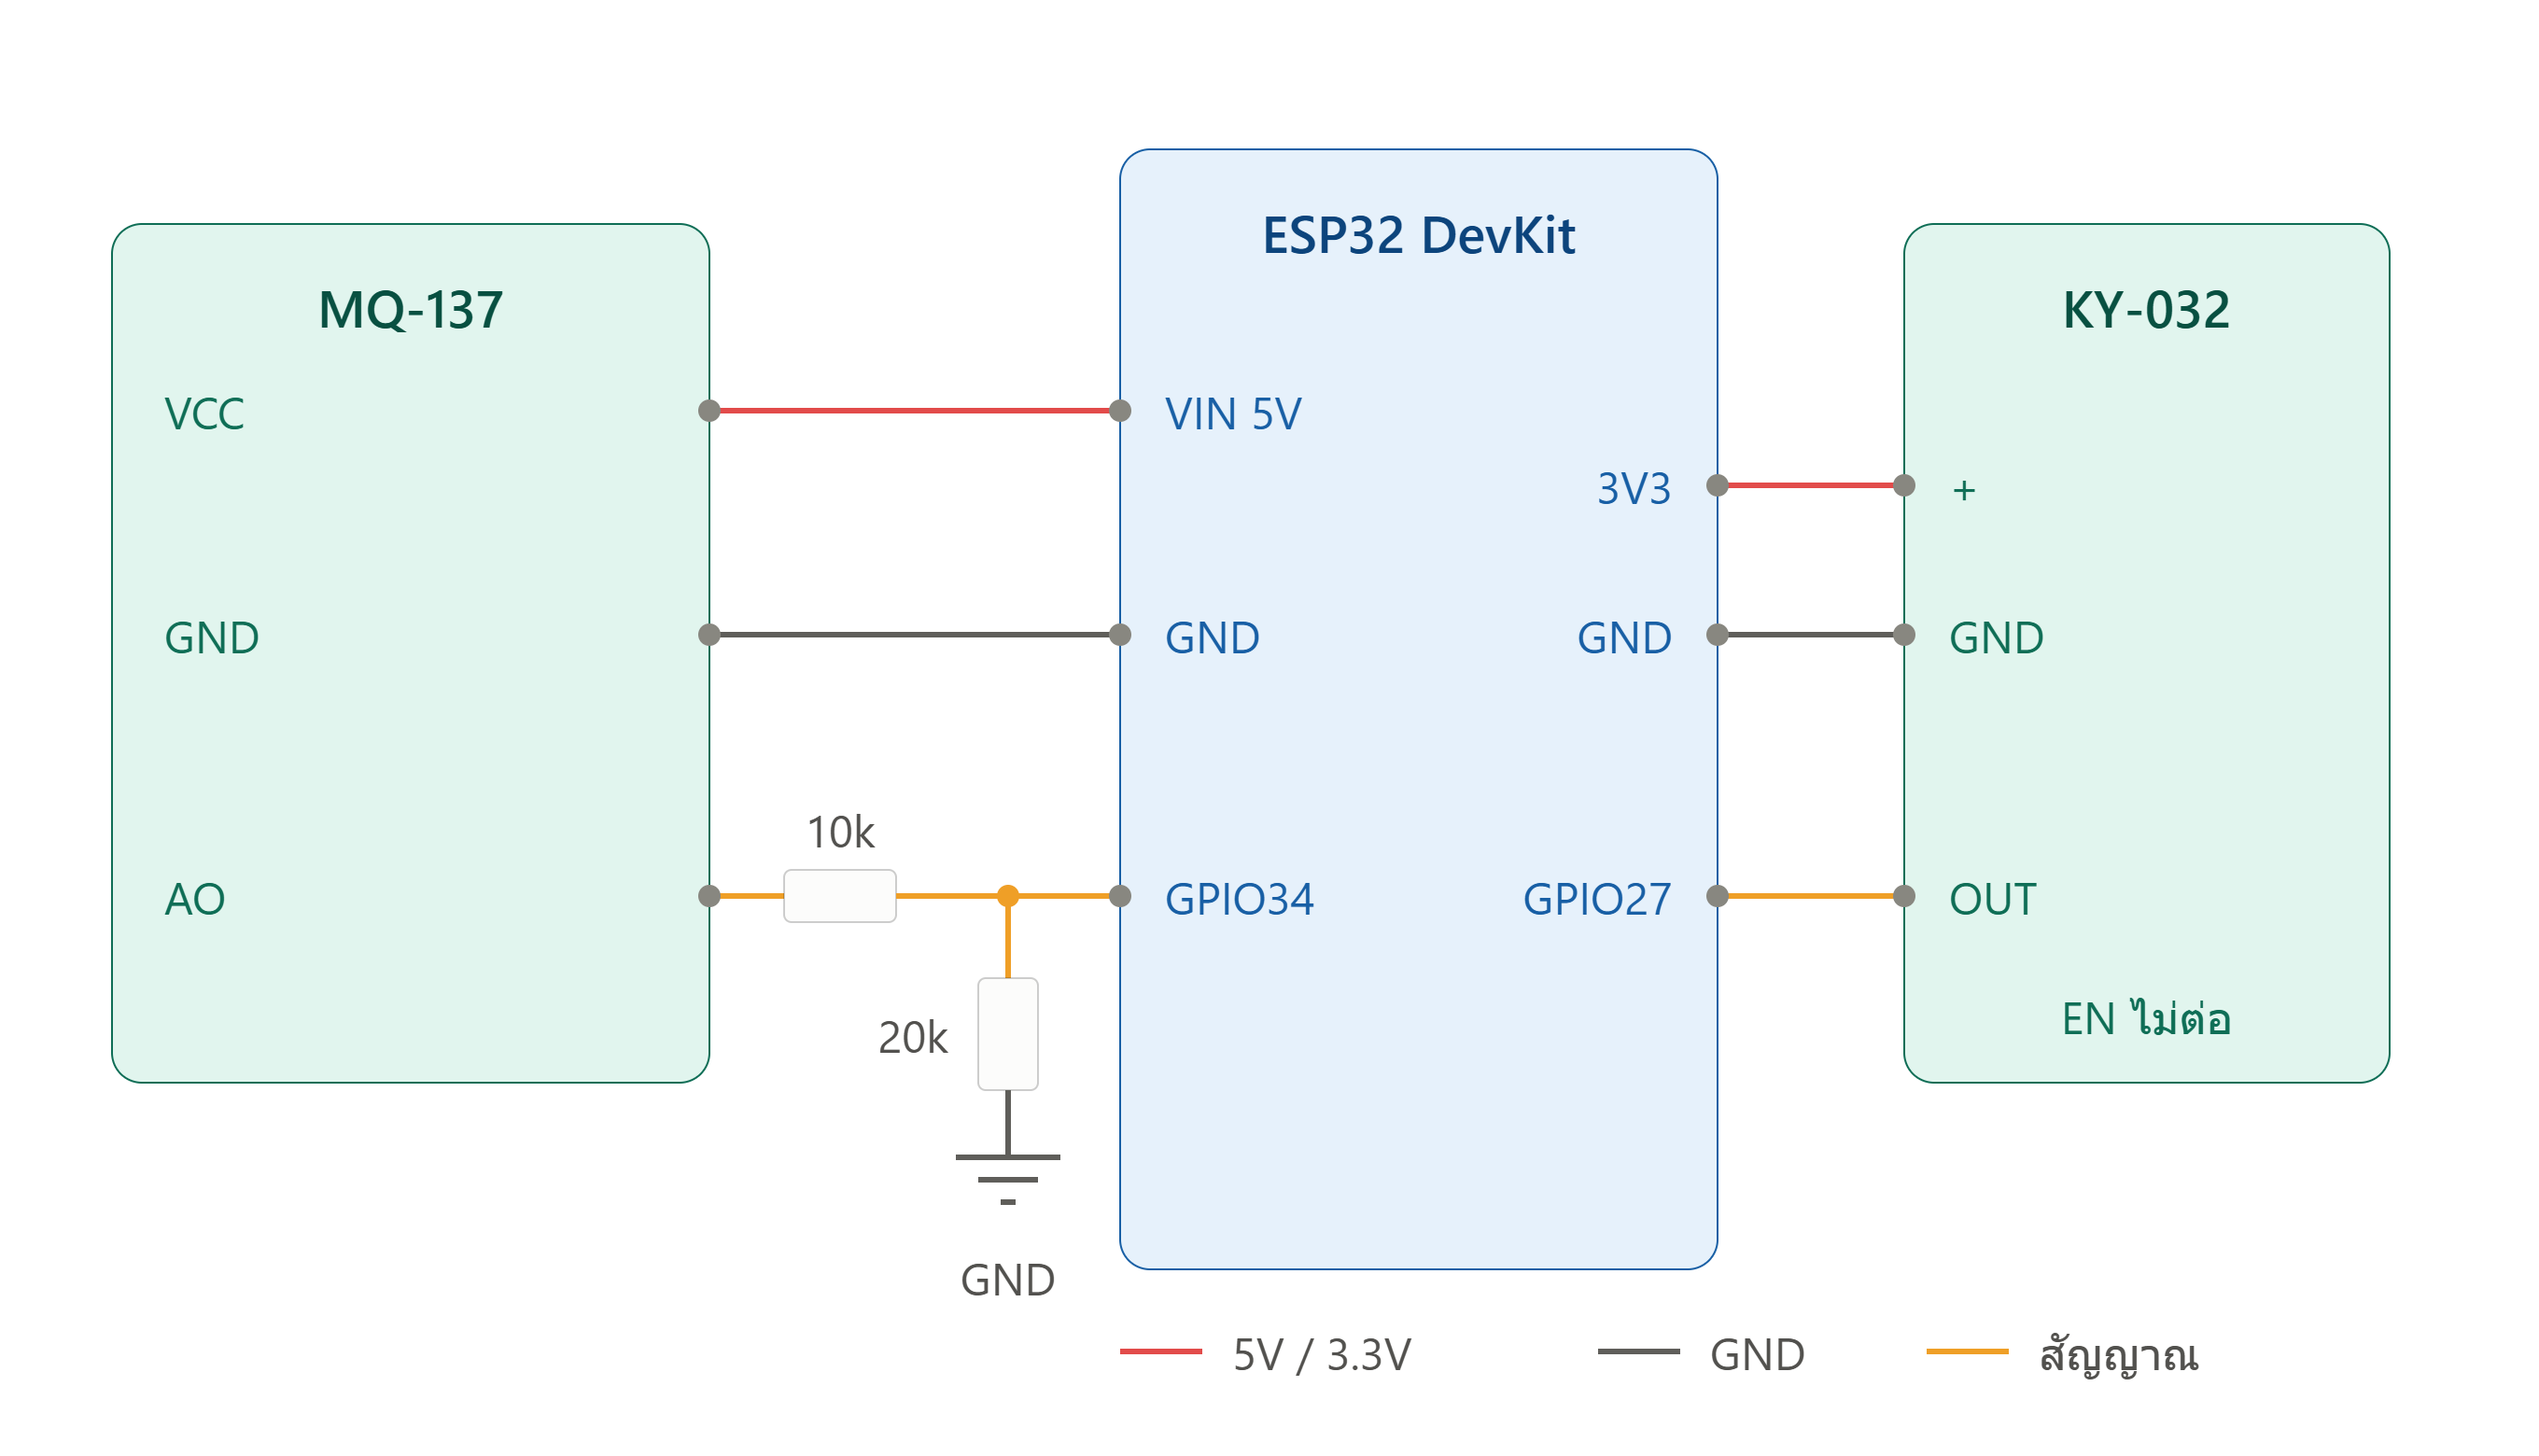 ESP32 DevKit
MQ-137
KY-032
VCC
VIN 5V
3V3
+
GND
GND
GND
GND
10k
AO
GPIO34
GPIO27
OUT
20k
EN ไม่ต่อ
GND
5V / 3.3V
GND
สัญญาณ